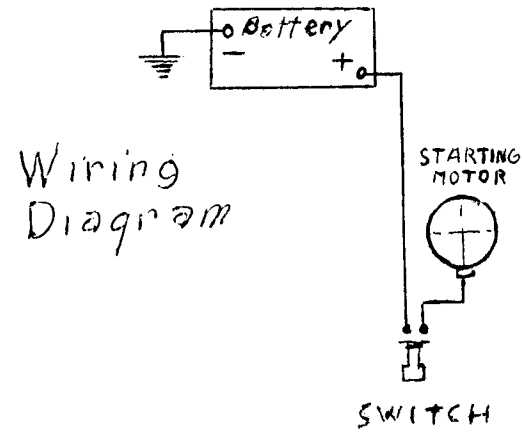 Battery
- +
STARTING
MOTOR
Wiring
Diagram
SWITCH